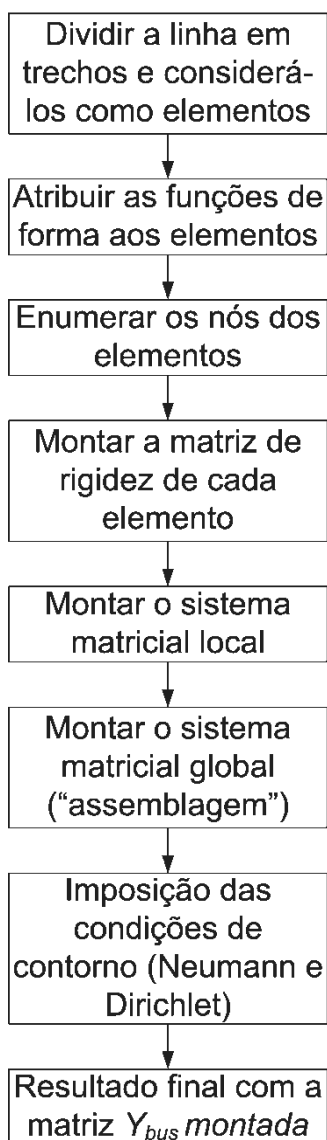 Dividir a linha em
trechos e considerá-
los como elementos
Atribuir as funções de
forma aos elementos
Enumerar os nós dos
elementos
Montar a matriz de
rigidez de cada
elemento
Montar o sistema
matricial local
Montar o sistema
matricial global
(“assemblagem”)
Imposição das
condições de
contorno (Neumann e
Dirichlet)
Resultado final com a
matriz Ybus montada